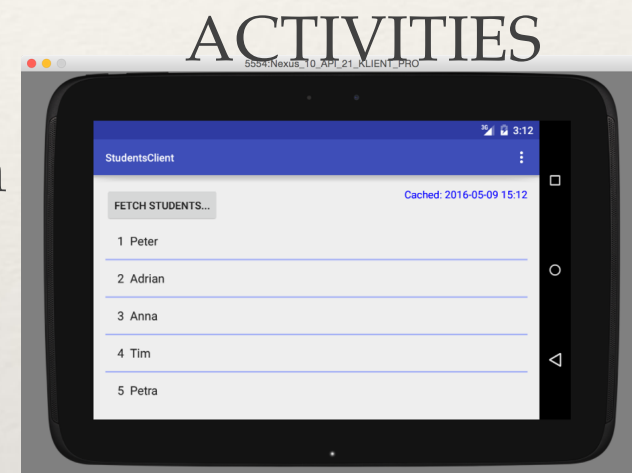 ACTIVITIES
5554:Nexus_10_API_21_KLIENT_PRO
3G 3:12
StudentsClient
Cached: 2016-05-09 15:12
FETCH STUDENTS...
1 Peter
2 Adrian
3 Anna
4 Tim
5 Petra